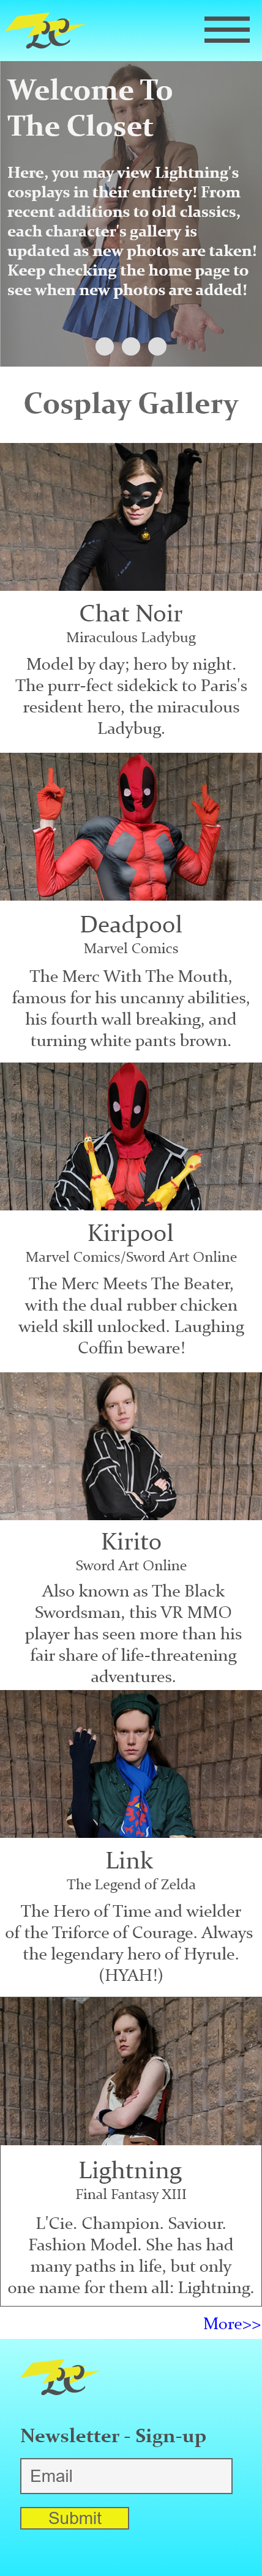 Welcome To
The Closet
Here, you may view Lightning's
cosplays in their entirety! From
recent additions to old classics,
each character's gallery is
updated as new photos are taken!
Keep checking the home page to
see when new photos are added!
Cosplay Gallery
Chat Noir
Miraculous Ladybug
Model by day; hero by night.
The purr-fect sidekick to Paris's
resident hero, the miraculous
Ladybug.
Deadpool
Marvel Comics
The Merc With The Mouth,
famous for his uncanny abilities,
his fourth wall breaking, and
turning white pants brown.
Kiripool
Marvel Comics/Sword Art Online
The Merc Meets The Beater,
with the dual rubber chicken
wield skill unlocked. Laughing
Coffin beware!
Kirito
Sword Art Online
Also known as The Black
Swordsman, this VR MMO
player has seen more than his
fair share of life-threatening
adventures.
Link
The Legend of Zelda
The Hero of Time and wielder
of the Triforce of Courage. Always
the legendary hero of Hyrule.
(HYAH!)
Lightning
Final Fantasy XIII
L'Cie. Champion. Saviour.
Fashion Model. She has had
many paths in life, but only
one name for them all: Lightning.
More>>
Newsletter - Sign-up
Email
Submit